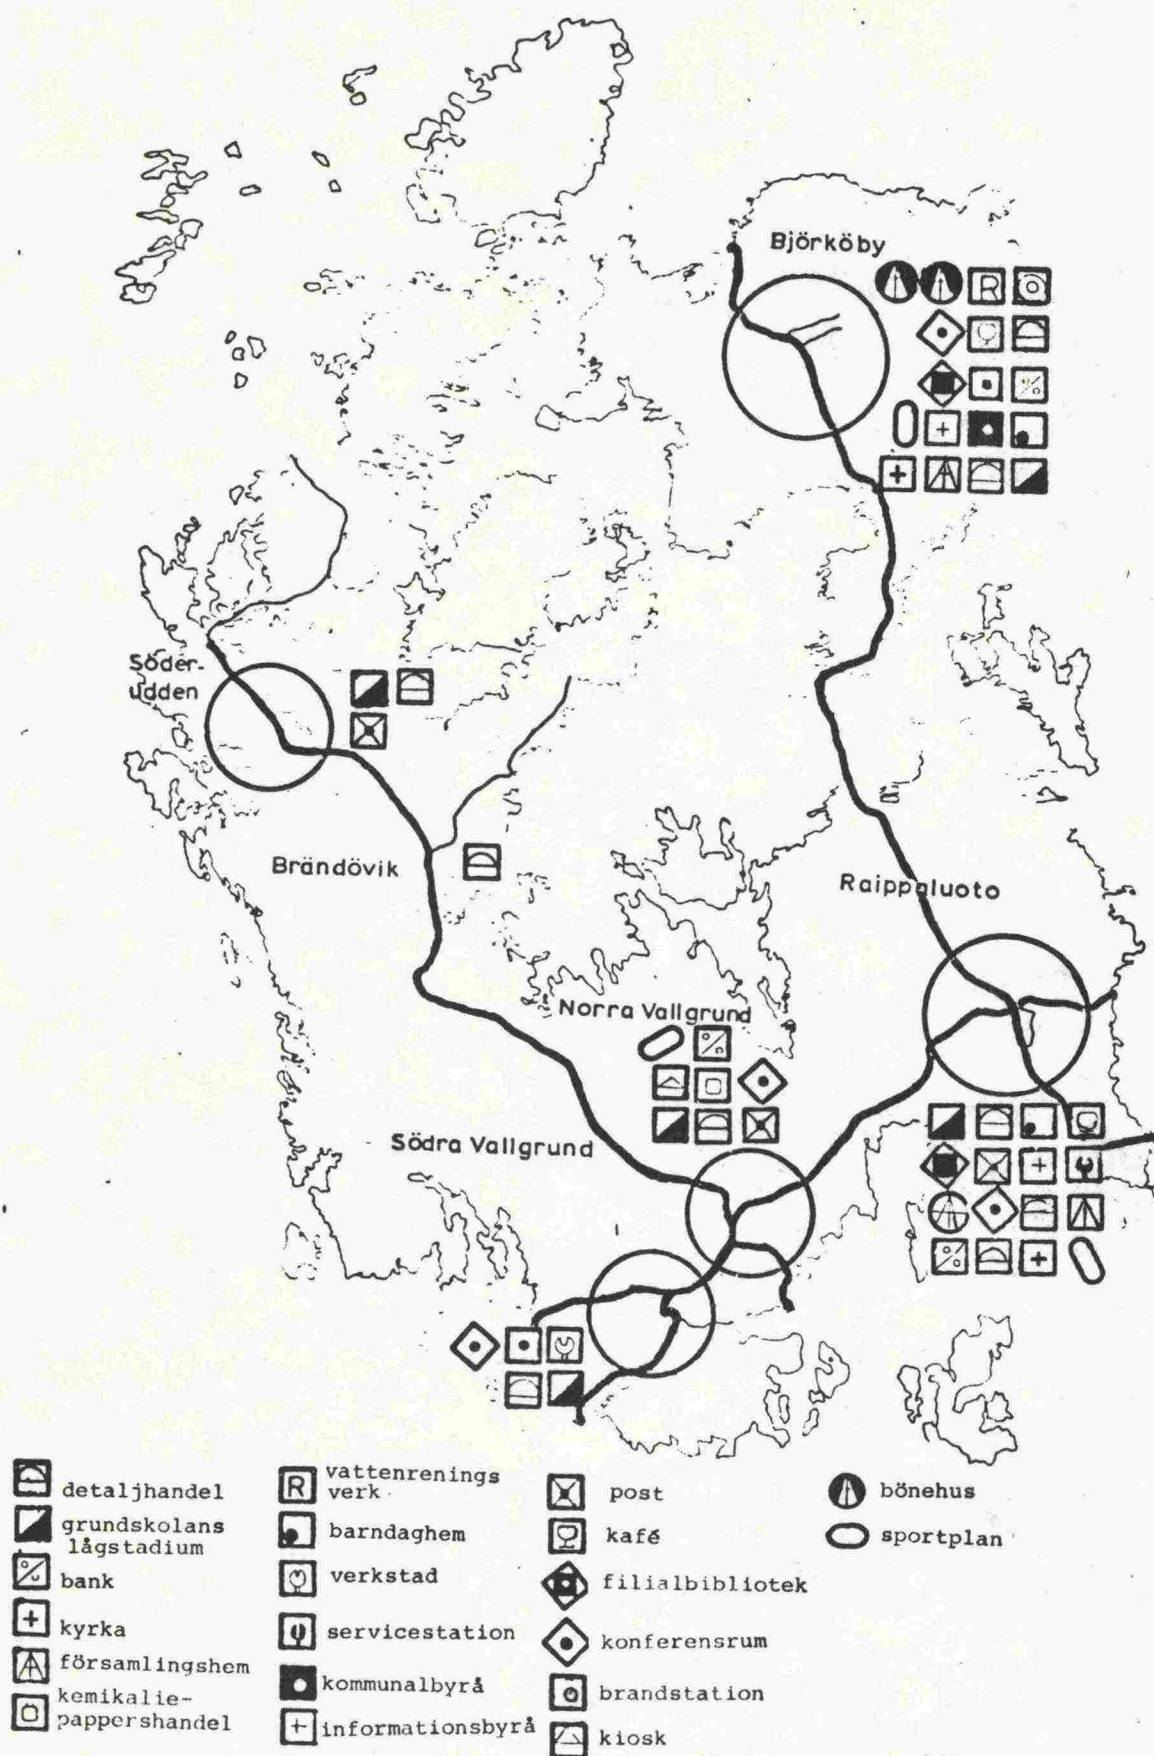 Björköby
R
Söder-
udden
Brändövik
Raippaluoto
Norra Vallgrund
Södra Vallgrund
detaljhandel
grundskolans
lågstadium
bank
kyrka
församlingshem
kemikalie-
pappershandel
R
vattenrenings
verk
barndaghem
verkstad
servicestation
kommunalbyrå
informationsbyrå
post
kafé
filialbibliotek
konferensrum
brandstation
kiosk
bönehus
sportplan